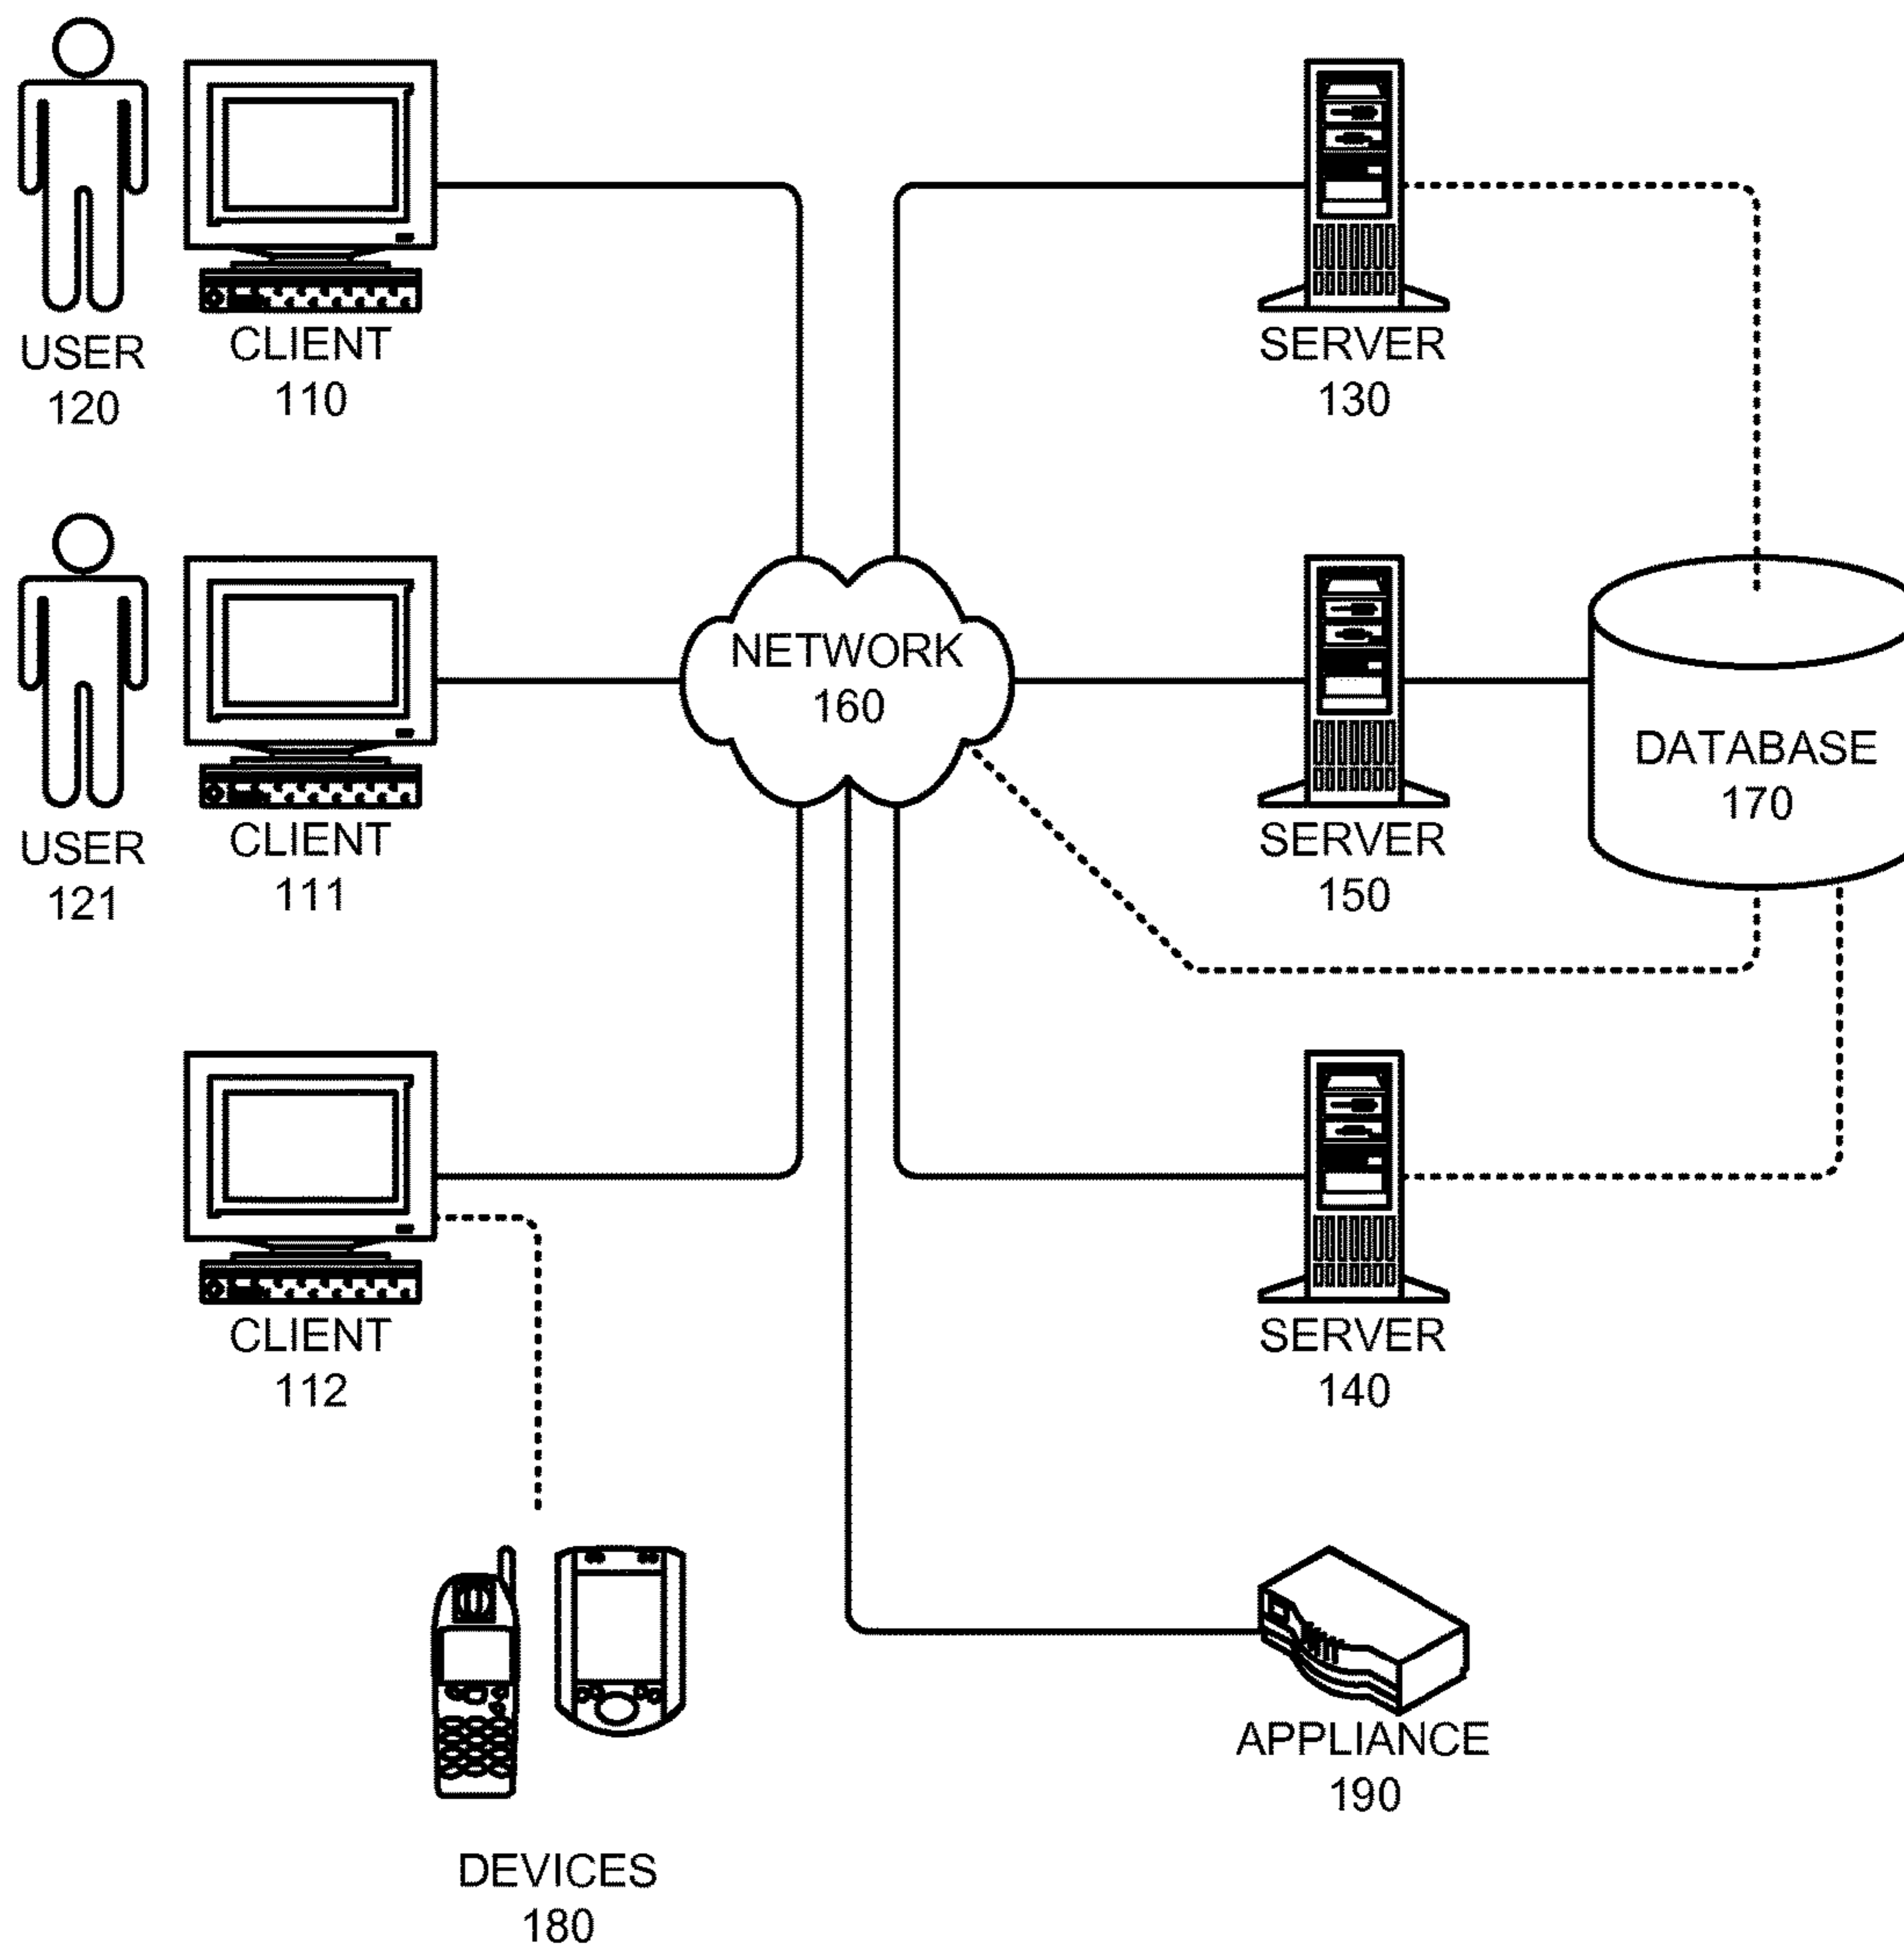 USER
120
CLIENT
110
SERVER
130
USER
121
CLIENT
111
NETWORK
160
SERVER
150
DATABASE
170
CLIENT
112
SERVER
140
DEVICES
180
APPLIANCE
190